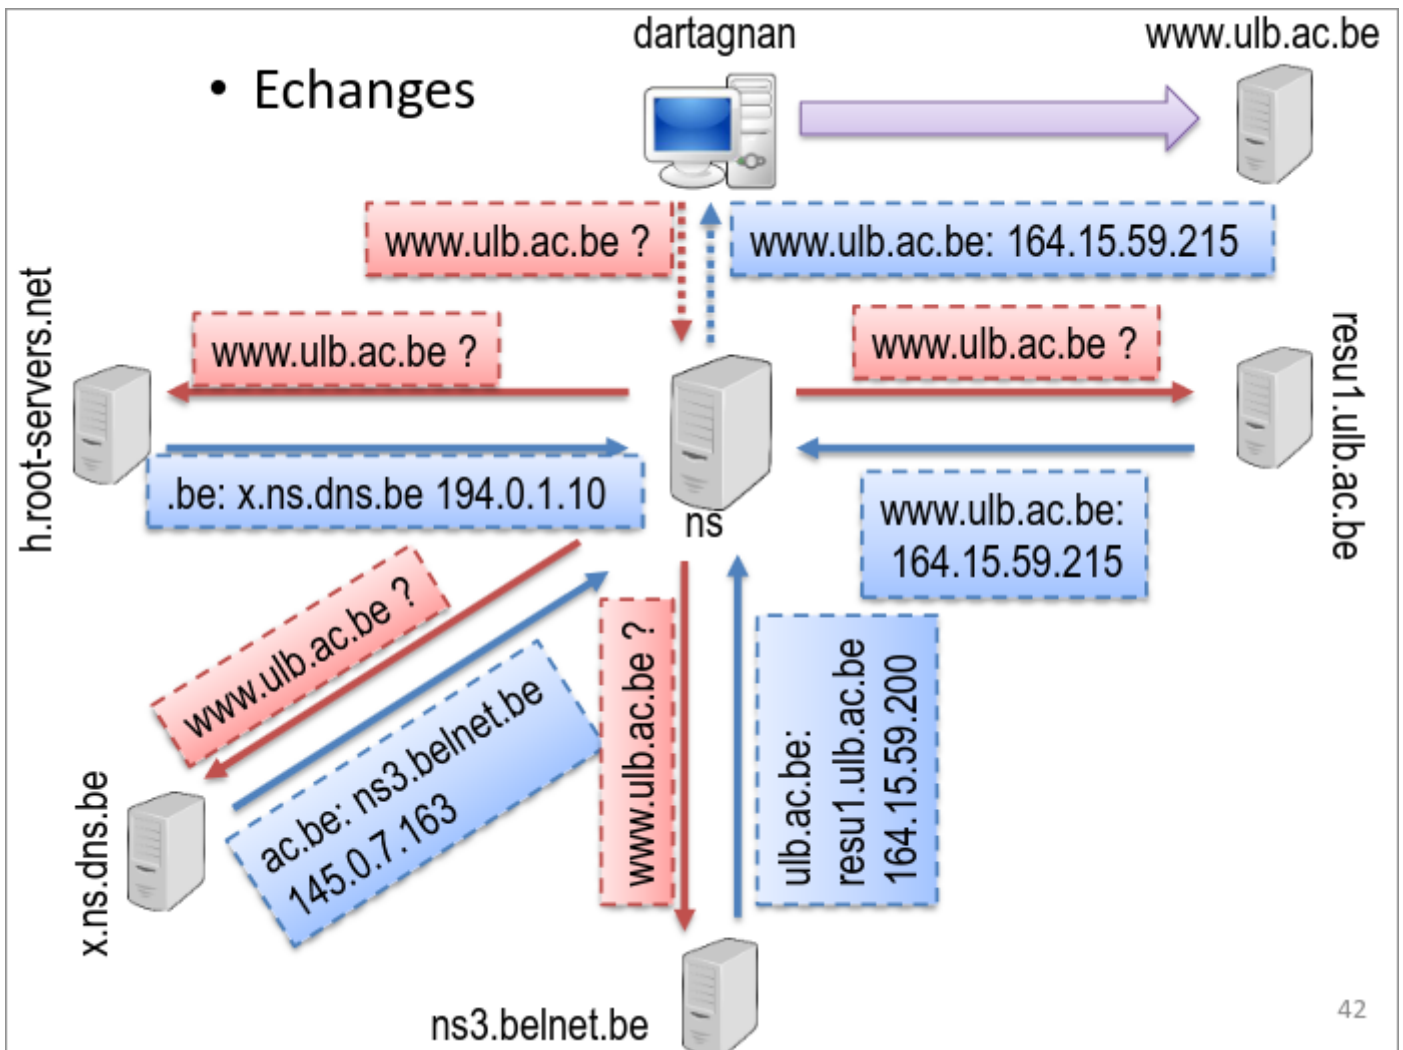 dartagnan
www.ulb.ac.be
• Echanges
www.ulb.ac.be ?
www.ulb.ac.be: 164.15.59.215
h.root-servers.net
www.ulb.ac.be ?
www.ulb.ac.be ?
resu1.ulb.ac.be
.be: x.ns.dns.be 194.0.1.10
ns
www.ulb.ac.be:
164.15.59.215
www.ulb.ac.be ?
ac.be: ns3.belnet.be
145.0.7.163
www.ulb.ac.be ?
ulb.ac.be:
resu1.ulb.ac.be
164.15.59.200
x.ns.dns.be
ns3.belnet.be
42